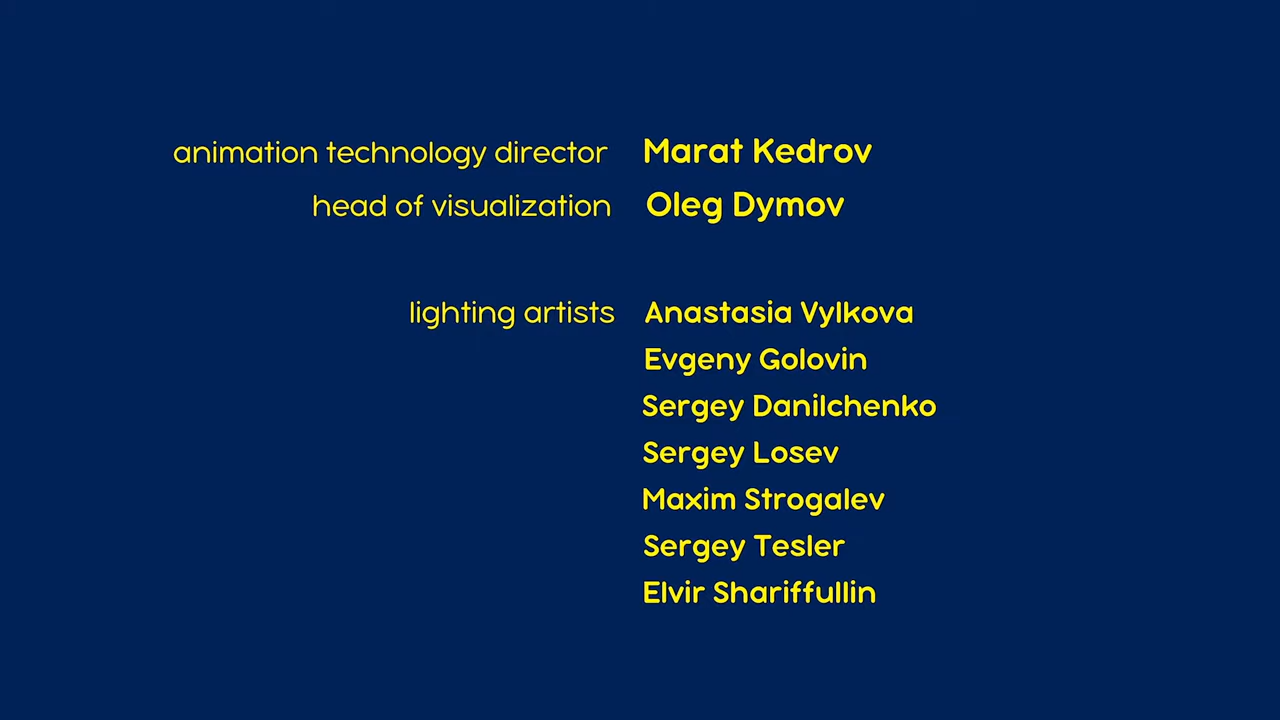 animation technology director Marat Kedrov
head of visualization Oleg Dymov
lighting artists Anastasia Vylkova
Evgeny Golovin
Sergey Danilchenko
Sergey Losev
Maxim Strogalev
Sergey Tesler
Elvir Shariffullin